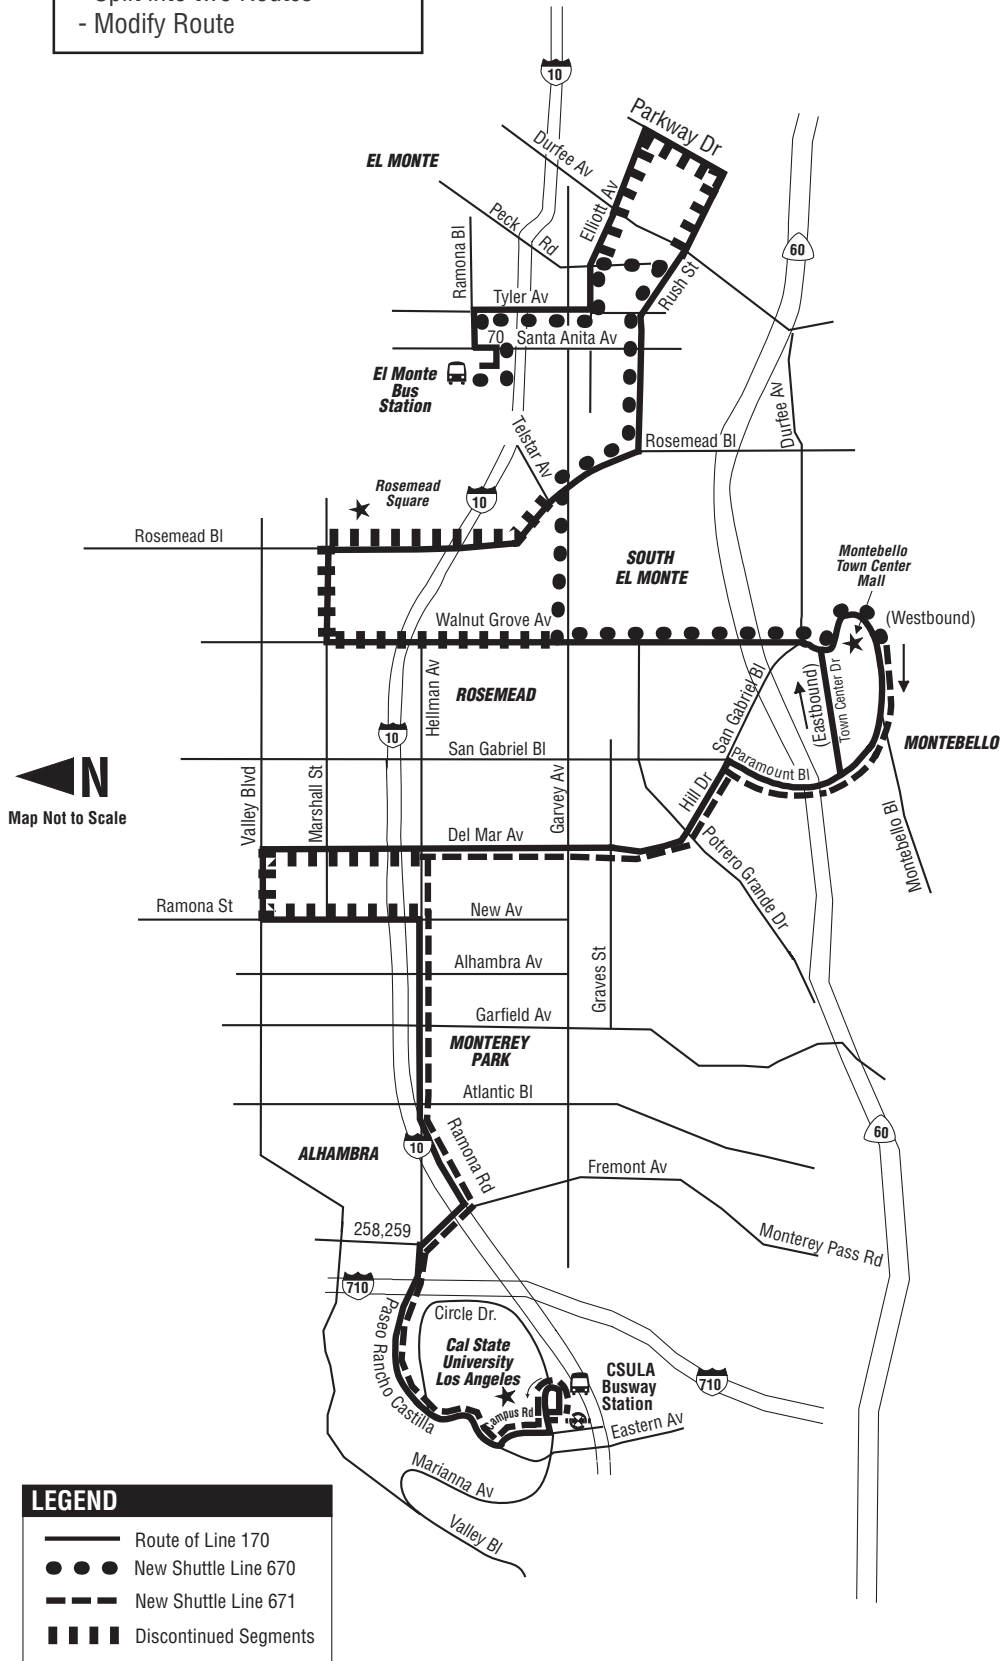 - Modify Route
10
Parkway Dr
Durfee Av
EL MONTE
Elliott Av
Peck Rd
Ramona Bl
60
Rush St
Tyler Av
70 Santa Anita Av
El Monte
Bus
Station
Durfee Av
Telstar Av
Rosemead Bl
Rosemead
Square
10
Rosemead Bl
SOUTH
EL MONTE
Montebello
Town Center
Mall
Walnut Grove Av
(Westbound)
Hellman Av
ROSEMEAD
San Gabriel Bl
(Eastbound)
Town Center Dr
10
San Gabriel Bl
MONTEBELLO
Paramount Bl
N
Map Not to Scale
Valley Blvd
Marshall St
Garvey Av
Hill Dr
Montebello Bl
Del Mar Av
Potrero Grande Dr
Ramona St
New Av
Alhambra Av
Graves St
Garfield Av
MONTEREY
PARK
Atlantic Bl
60
ALHAMBRA
10
Ramona Rd
Fremont Av
258,259
Monterey Pass Rd
710
Circle Dr.
Paseo Rancho Castilla
Cal State
University
Los Angeles
CSULA
Busway
Station
710
Campus Rd
Eastern Av
Marianna Av
Valley Bl
LEGEND
Route of Line 170
New Shuttle Line 670
New Shuttle Line 671
Discontinued Segments